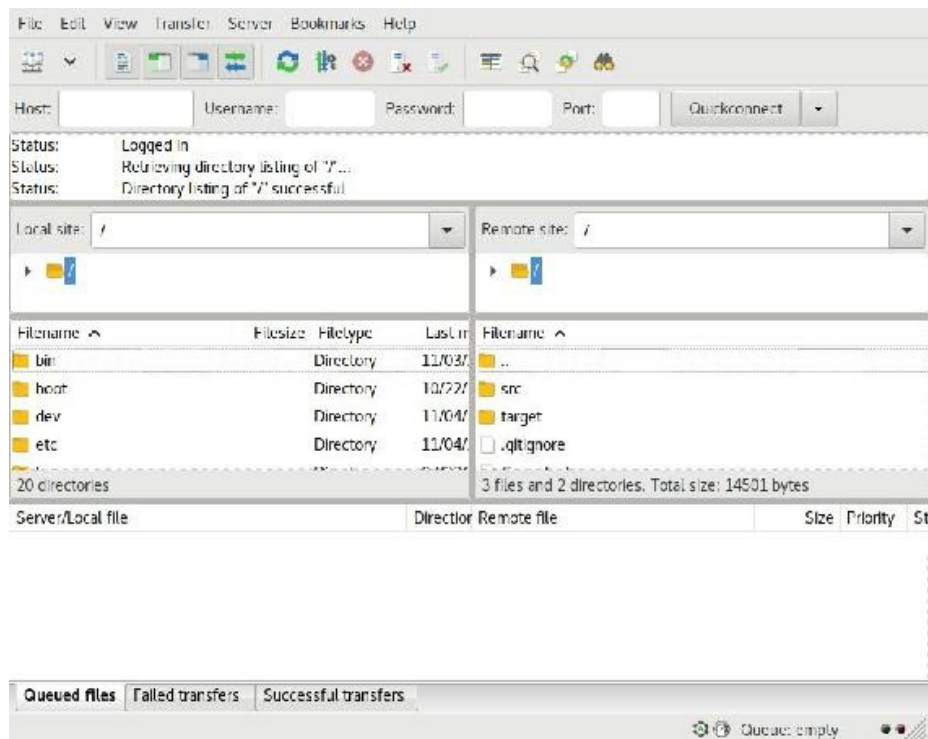 File Edit View Transfer Server Bookmarks Help
Host: Username: Password: Port: Quickconnect
Status: Logged in
Status: Retrieving directory listing of "/"...
Status: Directory listing of "/" successful
Local site: / Remote site: /
/ /
Filename Filesize Filetype Last m Filename
bin Directory 11/03/ ..
boot Directory 10/22/ src
dev Directory 11/04/ target
etc Directory 11/04/ .gitignore
20 directories 3 files and 2 directories. Total size: 14501 bytes
Server/Local file Direction Remote file Size Priority St
Queued files Failed transfers Successful transfers
Queue: empty